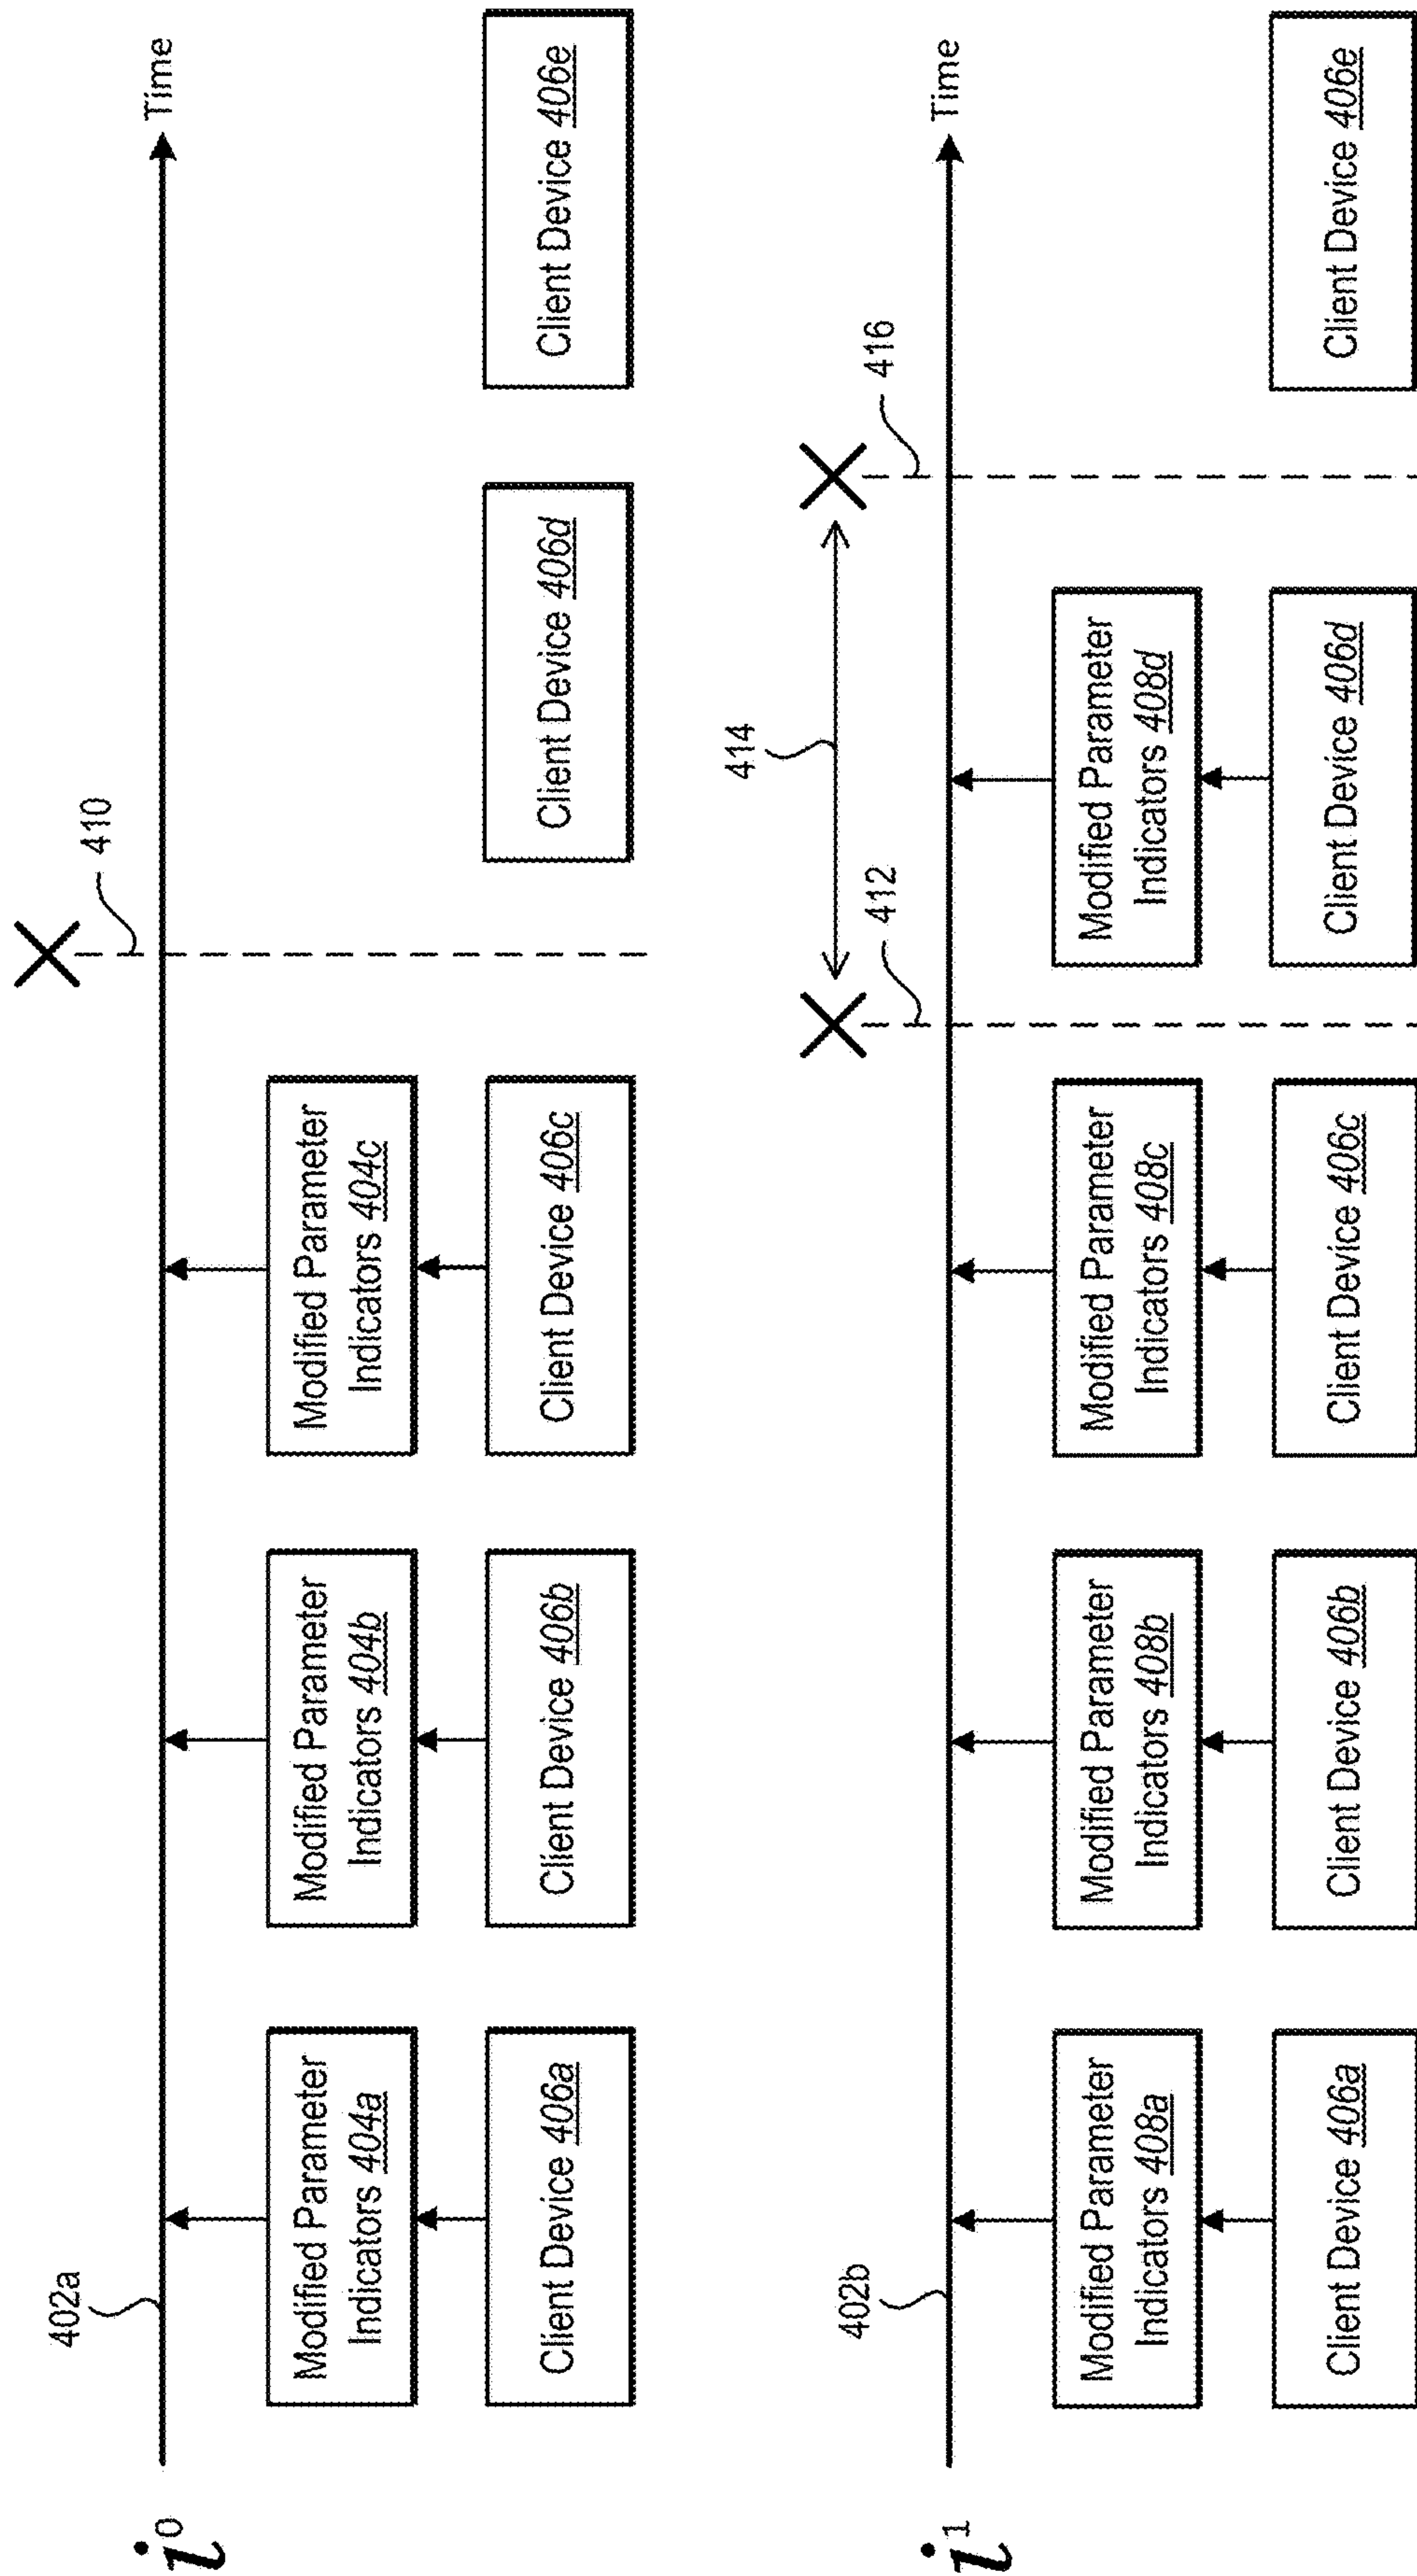 410
402a
Time
i0
Modified Parameter
Indicators 404a
Modified Parameter
Indicators 404b
Modified Parameter
Indicators 404c
Client Device 406a
Client Device 406b
Client Device 406c
Client Device 406d
Client Device 406e
414
412
416
402b
Time
i1
Modified Parameter
Indicators 408a
Modified Parameter
Indicators 408b
Modified Parameter
Indicators 408c
Modified Parameter
Indicators 408d
Client Device 406a
Client Device 406b
Client Device 406c
Client Device 406d
Client Device 406e